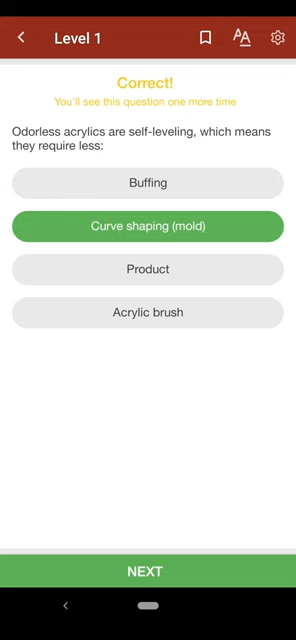 Level 1
AA
Correct!
You'll see this question one more time
Odorless acrylics are self-leveling, which means
they require less:
Buffing
Curve shaping (mold)
Product
Acrylic brush
NEXT